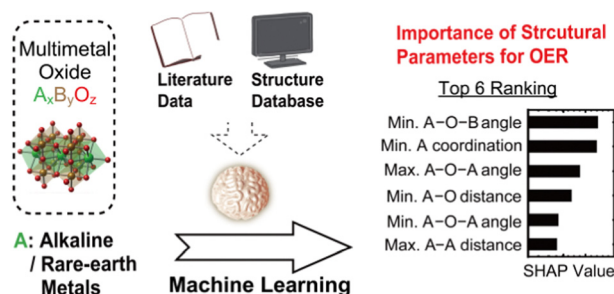 Multimetal
Oxide
AxByOz
A: Alkaline
/ Rare-earth
Metals
Literature
Data
Structure
Database
Machine Learning
Importance of Strcutural
Parameters for OER
Top 6 Ranking
Min. A–O–B angle
Min. A coordination
Max. A–O–A angle
Min. A–O distance
Min. A–O–A angle
Max. A–A distance
SHAP Value